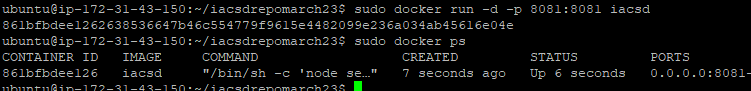 ubuntu@ip-172-31-43-150:~/iacsdrepomarch23$ sudo docker run -d -p 8081:8081 iacsd
861bfbdee1262638536647b46c554779f9615e4482099e236a034ab45616e04e
ubuntu@ip-172-31-43-150:~/iacsdrepomarch23$ sudo docker ps
CONTAINER ID   IMAGE     COMMAND                  CREATED         STATUS         PORTS
861bfbdee126   iacsd     "/bin/sh -c 'node se…"   7 seconds ago   Up 6 seconds   0.0.0.0:8081-
ubuntu@ip-172-31-43-150:~/iacsdrepomarch23$